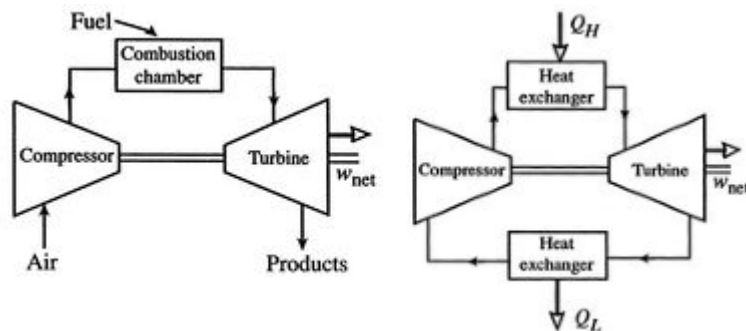 Fuel
Combustion
chamber
Compressor
Turbine
w_net
Air
Products
Q_H
Heat
exchanger
Compressor
Turbine
w_net
Heat
exchanger
Q_L